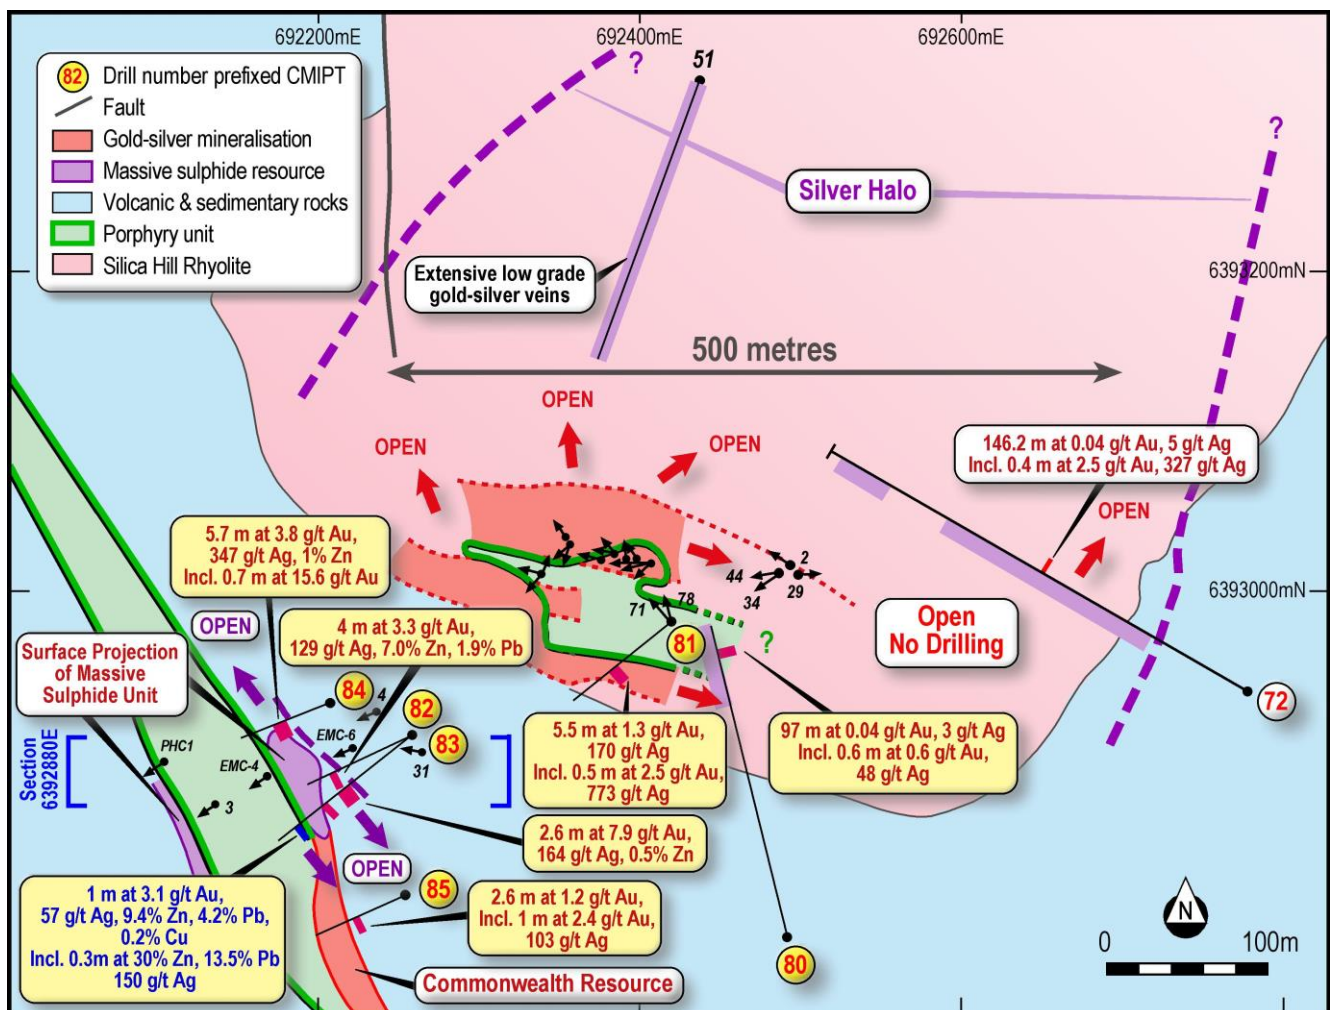 692200mE
692400mE
692600mE
82 Drill number prefixed CMIPT
Fault
Gold-silver mineralisation
Massive sulphide resource
Volcanic & sedimentary rocks
Porphyry unit
Silica Hill Rhyolite
?
51
?
Silver Halo
Extensive low grade
gold-silver veins
6393200mN
500 metres
OPEN
OPEN
OPEN
146.2 m at 0.04 g/t Au, 5 g/t Ag
Incl. 0.4 m at 2.5 g/t Au, 327 g/t Ag
OPEN
5.7 m at 3.8 g/t Au,
347 g/t Ag, 1% Zn
Incl. 0.7 m at 15.6 g/t Au
2
44
29
34
6393000mN
71
78
81
?
Open
No Drilling
OPEN
4 m at 3.3 g/t Au,
129 g/t Ag, 7.0% Zn, 1.9% Pb
Surface Projection
of Massive
Sulphide Unit
84
4
82
72
83
EMC-6
31
PHC1
EMC-4
3
Section
6392880E
5.5 m at 1.3 g/t Au,
170 g/t Ag
Incl. 0.5 m at 2.5 g/t Au,
773 g/t Ag
97 m at 0.04 g/t Au, 3 g/t Ag
Incl. 0.6 m at 0.6 g/t Au,
48 g/t Ag
2.6 m at 7.9 g/t Au,
164 g/t Ag, 0.5% Zn
OPEN
85
1 m at 3.1 g/t Au,
57 g/t Ag, 9.4% Zn, 4.2% Pb,
0.2% Cu
Incl. 0.3m at 30% Zn, 13.5% Pb
150 g/t Ag
2.6 m at 1.2 g/t Au,
Incl. 1 m at 2.4 g/t Au,
103 g/t Ag
Commonwealth Resource
80
N
0
100m